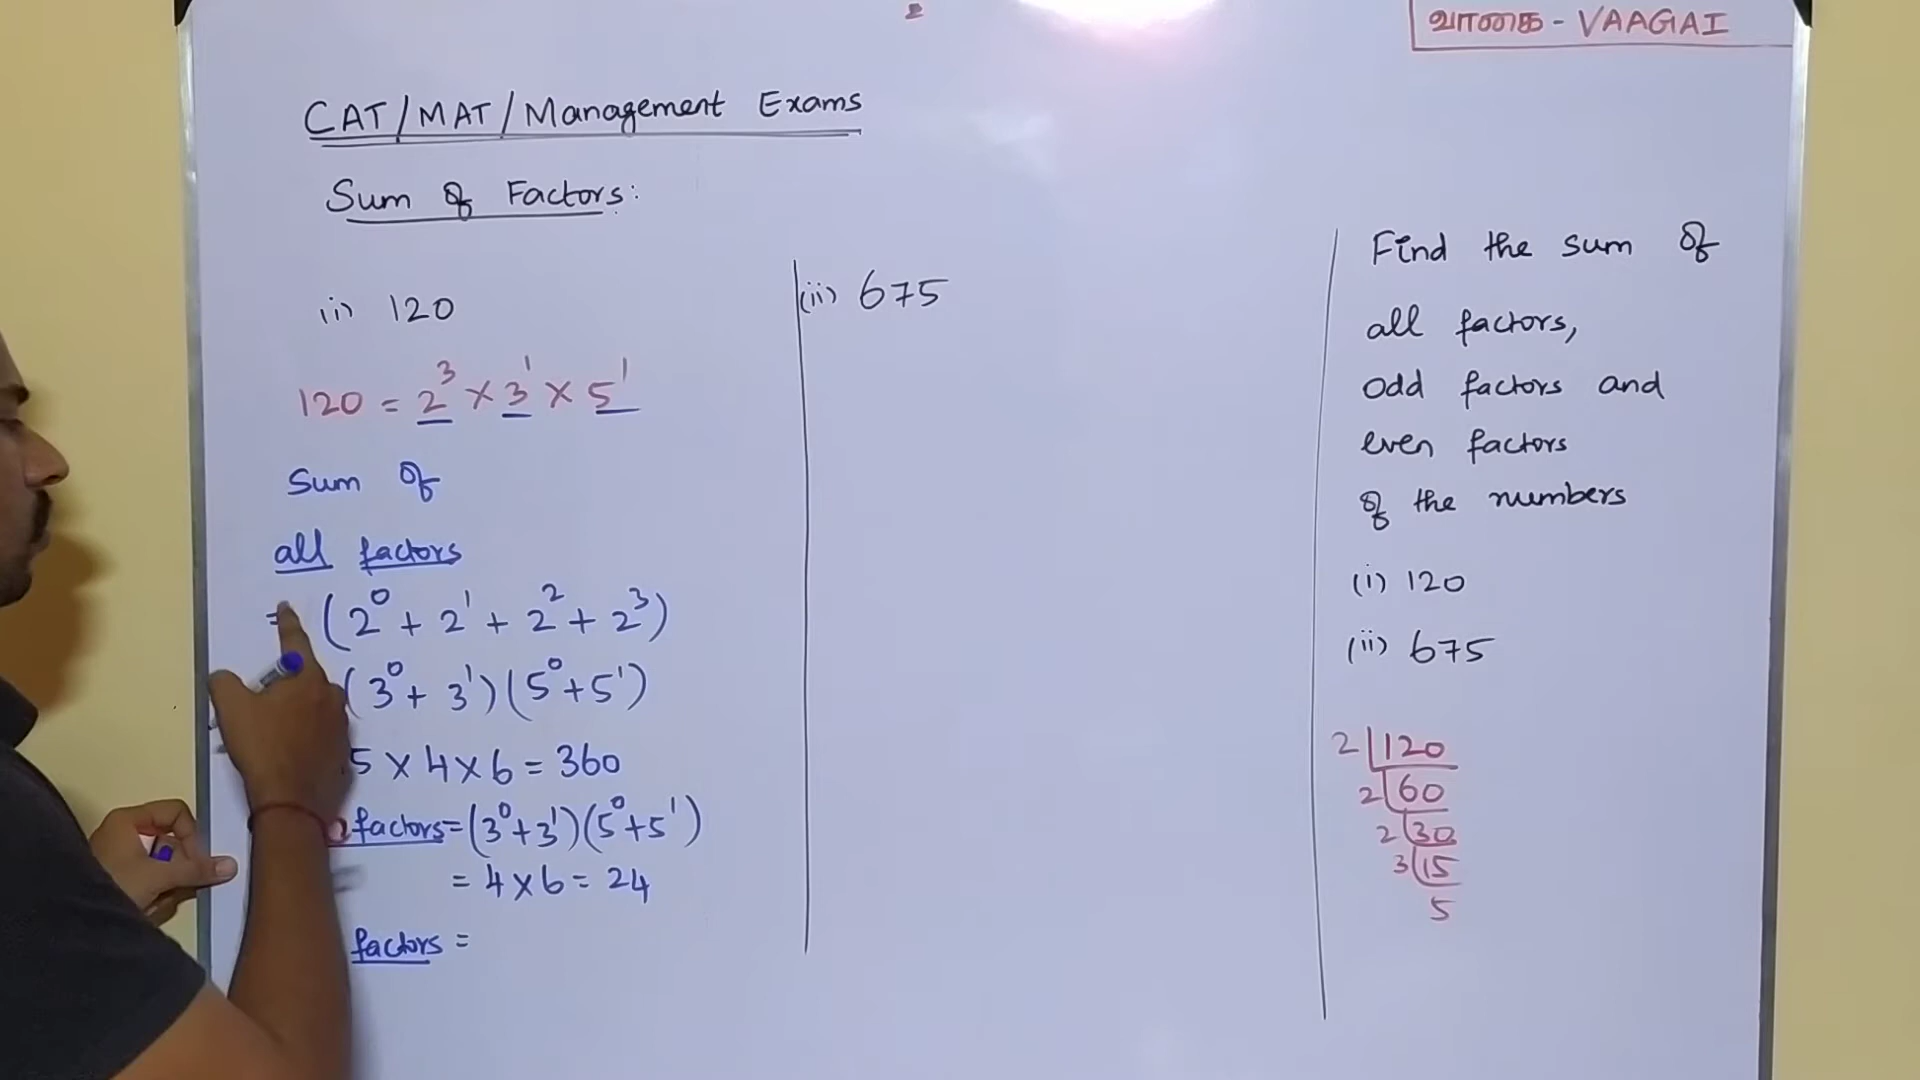 வாகை - VAAGAI
CAT/MAT/Management Exams
Sum of Factors:
(i) 120
120 = 2³ × 3¹ × 5¹
Sum of
all factors
= (2⁰ + 2¹ + 2² + 2³)
(3⁰ + 3¹)(5⁰ + 5¹)
5 × 4 × 6 = 360
factors = (3⁰ + 3¹)(5⁰ + 5¹)
= 4 × 6 = 24
factors =
(ii) 675
Find the sum of
all factors,
odd factors and
even factors
of the numbers
(i) 120
(ii) 675
2 | 120
2 | 60
2 | 30
3 | 15
5